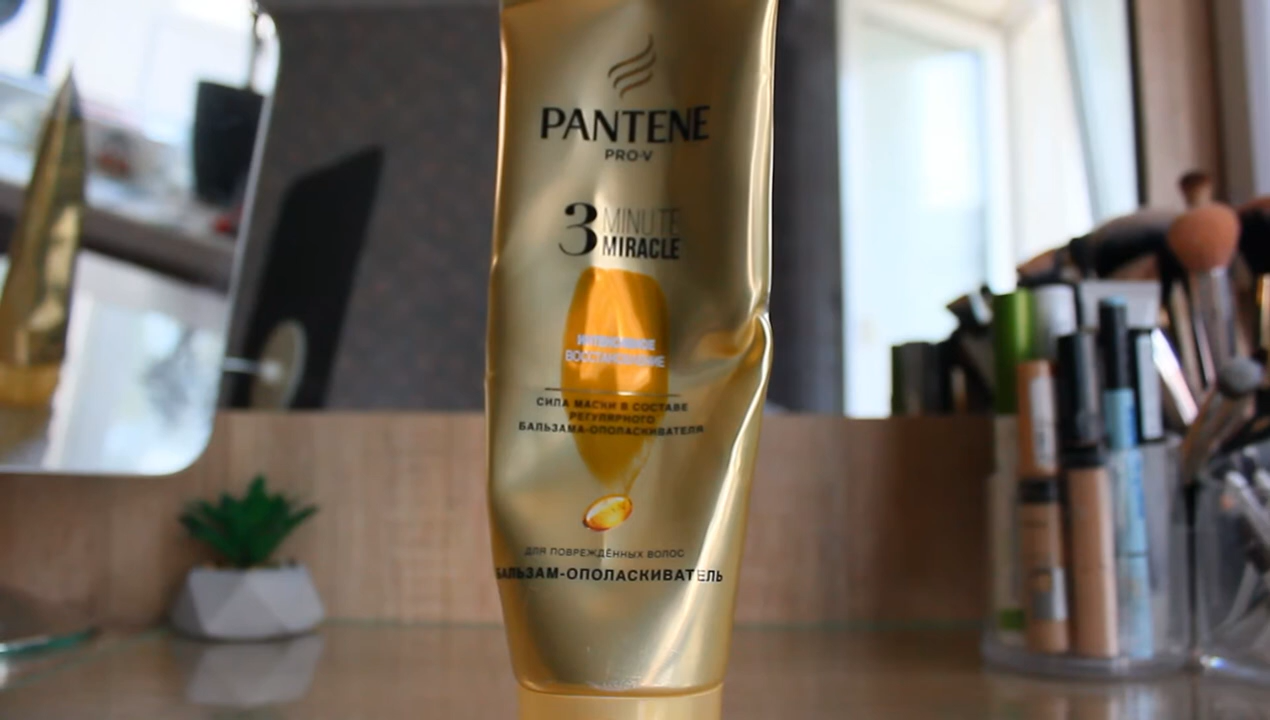 PANTENE
PRO-V
3 MINUTE
MIRACLE
ИНТЕНСИВНОЕ
ВОССТАНОВЛЕНИЕ
СИЛА МАСКИ В СОСТАВЕ
РЕГУЛЯРНОГО
БАЛЬЗАМА-ОПОЛАСКИВАТЕЛЯ
ДЛЯ ПОВРЕЖДЁННЫХ ВОЛОС
БАЛЬЗАМ-ОПОЛАСКИВАТЕЛЬ